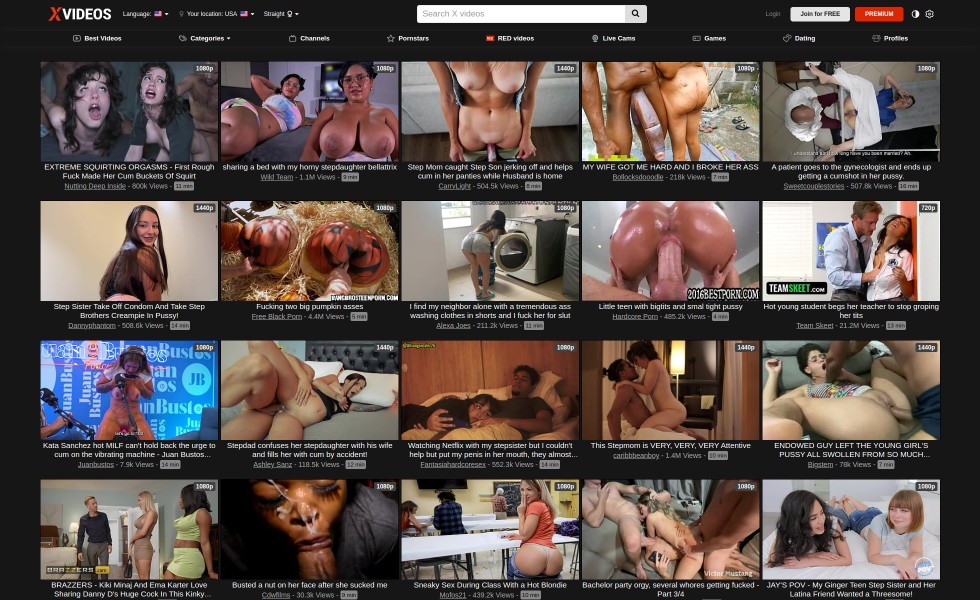 XVIDEOS
Language:
Your location: USA
Straight
Search X videos
Login
Join for FREE
PREMIUM
Best Videos
Categories
Channels
Pornstars
RED videos
Live Cams
Games
Dating
Profiles
1080p
1080p
1440p
1080p
1080p
EXTREME SQUIRTING ORGASMS - First Rough
Fuck Made Her Cum Buckets Of Squirt
Nutting Deep Inside - 800k Views - 11 min
sharing a bed with my horny stepdaughter bellattrix
Wild Team - 1.1M Views - 9 min
Step Mom caught Step Son jerking off and helps
cum in her panties while Husband is home
CarryLight - 504.5k Views - 8 min
MY WIFE GOT ME HARD AND I BROKE HER ASS
Bollocksdoodle - 218k Views - 7 min
A patient goes to the gynecologist and ends up
getting a cumshot in her pussy.
Sweetcouplestories - 507.8k Views - 16 min
1440p
1080p
1080p
720p
BANGBROSTEENPORN.COM
2016BESTPORN.COM
TEAMSKEET.COM
Step Sister Take Off Condom And Take Step
Brothers Creampie In Pussy!
Dannyphantom - 508.6k Views - 14 min
Fucking two big pumpkin asses
Free Black Porn - 4.4M Views - 5 min
I find my neighbor alone with a tremendous ass
washing clothes in shorts and I fuck her for slut
Alexa Joes - 211.2k Views - 11 min
Little teen with bigtits and smal tight pussy
Hardcore Porn - 485.2k Views - 4 min
Hot young student begs her teacher to stop groping
her tits
Team Skeet - 21.2M Views - 13 min
1080p
1440p
1080p
1440p
1440p
JuanBustos
JB
Kata Sanchez hot MILF can't hold back the urge to
cum on the vibrating machine - Juan Bustos...
Juanbustos - 7.9k Views - 14 min
Stepdad confuses her stepdaughter with his wife
and fills her with cum by accident!
Ashley Sanz - 118.5k Views - 12 min
Watching Netflix with my stepsister but I couldn't
help but put my penis in her mouth, they almost...
Fantasiahardcoresex - 552.3k Views - 14 min
This Stepmom is VERY, VERY, VERY Attentive
caribbbeanboy - 1.4M Views - 10 min
ENDOWED GUY LEFT THE YOUNG GIRL'S
PUSSY ALL SWOLLEN FROM SO MUCH...
Bigstem - 78k Views - 7 min
1080p
1080p
1080p
1080p
1080p
BRAZZERS
Victor Mustang
BRAZZERS - Kiki Minaj And Ema Karter Love
Sharing Danny D's Huge Cock In This Kinky...
Busted a nut on her face after she sucked me
Cdwfilms - 30.3k Views - 9 min
Sneaky Sex During Class With a Hot Blondie
Mofos21 - 439.2k Views - 10 min
Bachelor party orgy, several whores getting fucked -
Part 3/4
JAY'S POV - My Ginger Teen Step Sister and Her
Latina Friend Wanted a Threesome!